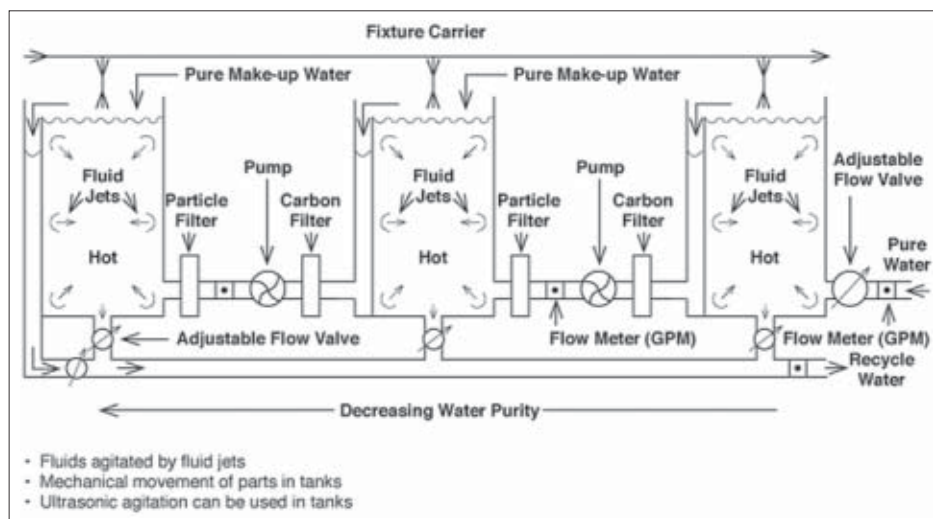 Fixture Carrier
Pure Make-up Water
Pure Make-up Water
Fluid
Jets
Hot
Particle
Filter
Pump
Carbon
Filter
Fluid
Jets
Hot
Particle
Filter
Pump
Carbon
Filter
Fluid
Jets
Hot
Adjustable
Flow Valve
Pure
Water
Adjustable Flow Valve
Flow Meter (GPM)
Flow Meter (GPM)
Recycle
Water
Decreasing Water Purity
• Fluids agitated by fluid jets
• Mechanical movement of parts in tanks
• Ultrasonic agitation can be used in tanks